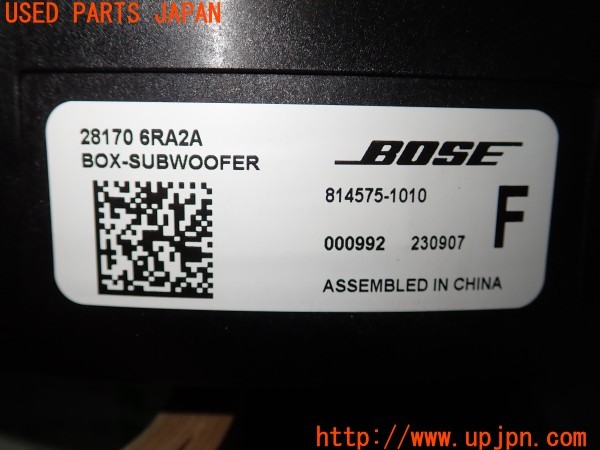 USED PARTS JAPAN
28170 6RA2A
BOX-SUBWOOFER
BOSE
814575-1010
F
000992 230907
ASSEMBLED IN CHINA
UPJ
http://www.upjpn.com/